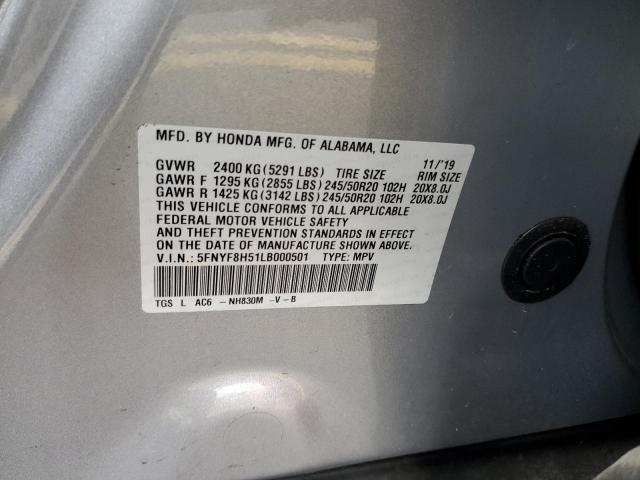 MFD. BY HONDA MFG. OF ALABAMA, LLC 11/'19
GVWR 2400 KG (5291 LBS) TIRE SIZE RIM SIZE
GAWR F 1295 KG (2855 LBS) 245/50R20 102H 20X8.0J
GAWR R 1425 KG (3142 LBS) 245/50R20 102H 20X8.0J
THIS VEHICLE CONFORMS TO ALL APPLICABLE
FEDERAL MOTOR VEHICLE SAFETY
AND THEFT PREVENTION STANDARDS IN EFFECT
ON THE DATE OF MANUFACTURE SHOWN ABOVE.
V.I.N.: 5FNYF8H51LB000501 TYPE: MPV
TGS L AC6 -NH830M -V-B